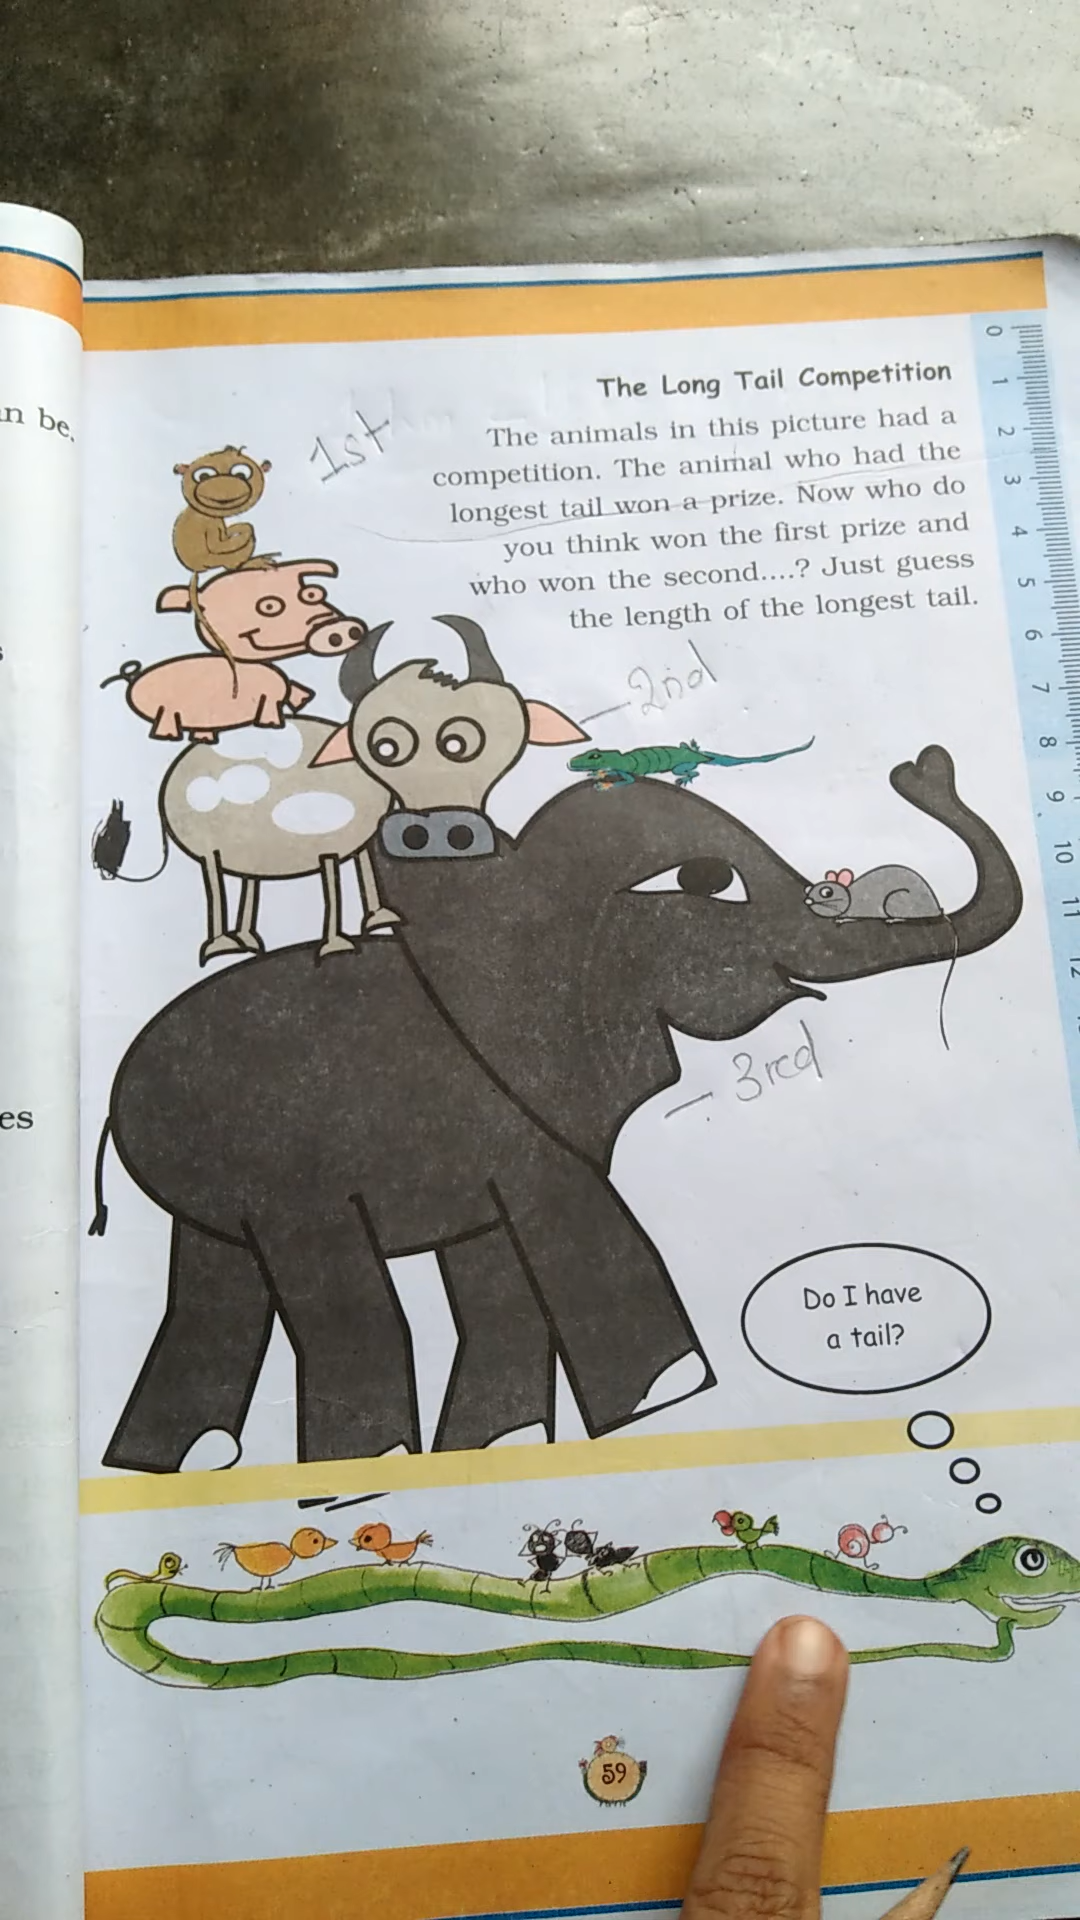 n be.
es
The Long Tail Competition
1st
The animals in this picture had a
competition. The animal who had the
longest tail won a prize. Now who do
you think won the first prize and
who won the second....? Just guess
the length of the longest tail.
0
1
2
3
4
5
6
7
8
9
10
11
12
2nd
3rd
Do I have
a tail?
59